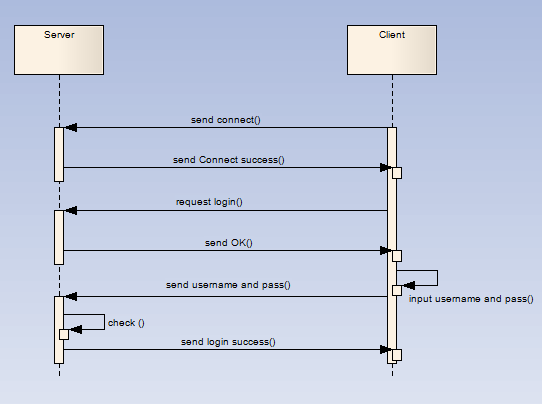 Server
Client
send connect()
send Connect success()
request login()
send OK()
send username and pass()
input username and pass()
check ()
send login success()